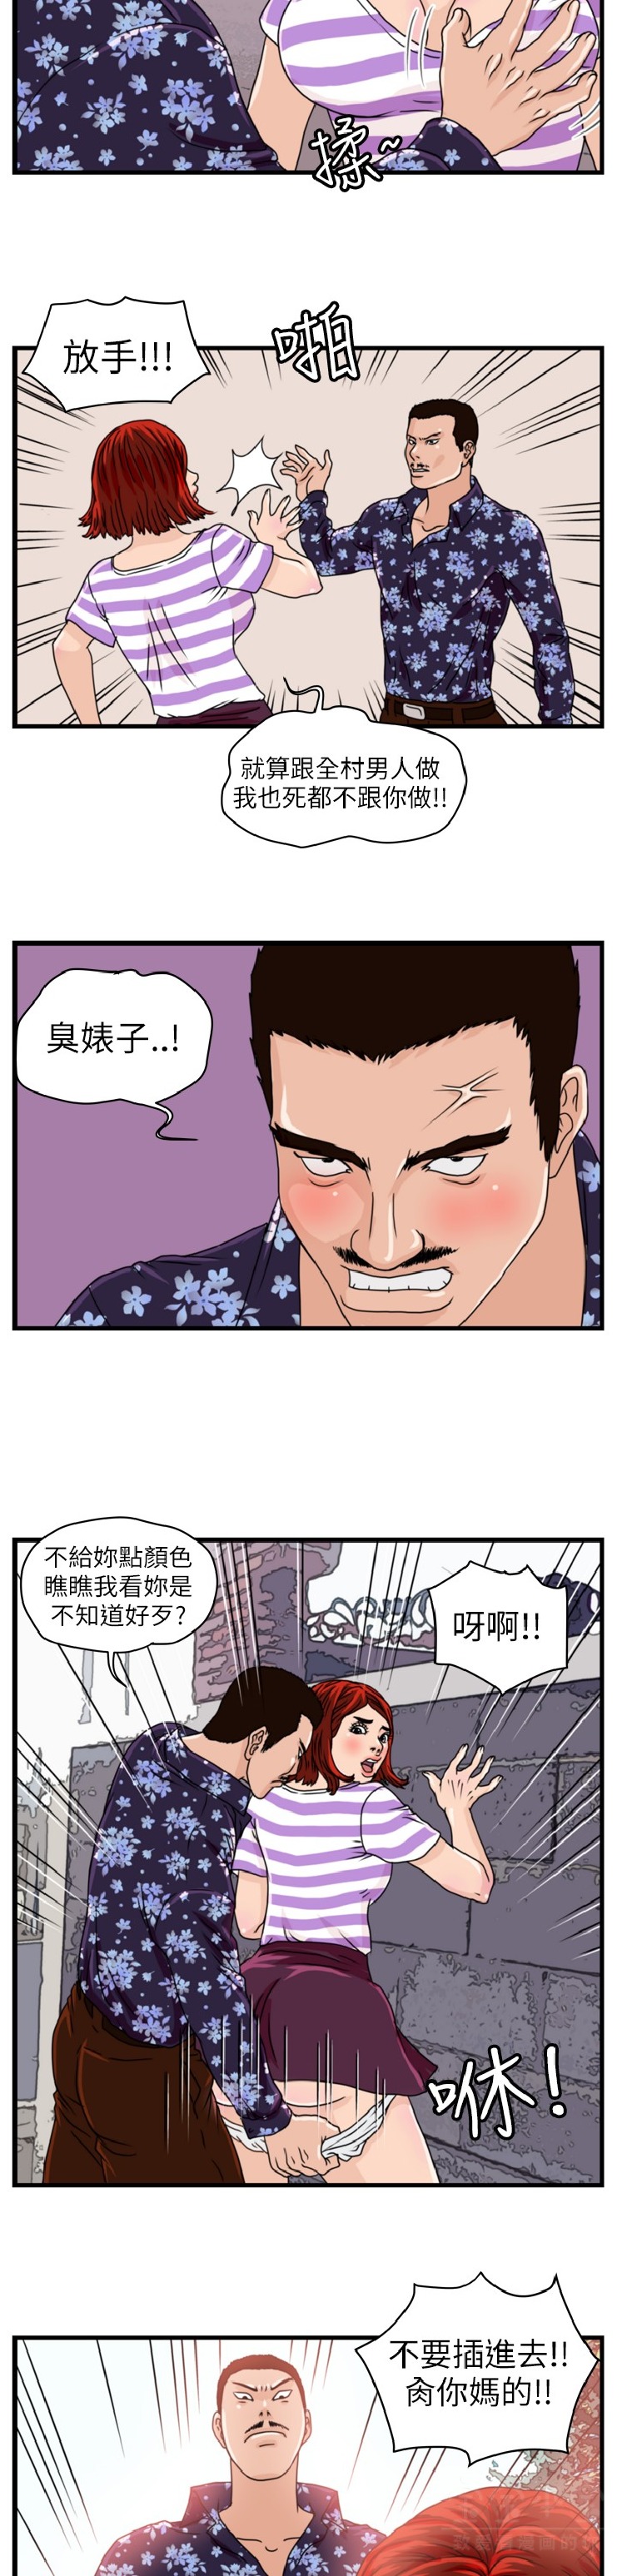 揉~
放手!!!
啪
就算跟全村男人做
我也死都不跟你做!!
臭婊子..!
不給妳點顏色
瞧瞧我看妳是
不知道好歹?
呀啊!!
咻!
不要插進去!!
肏你媽的!!